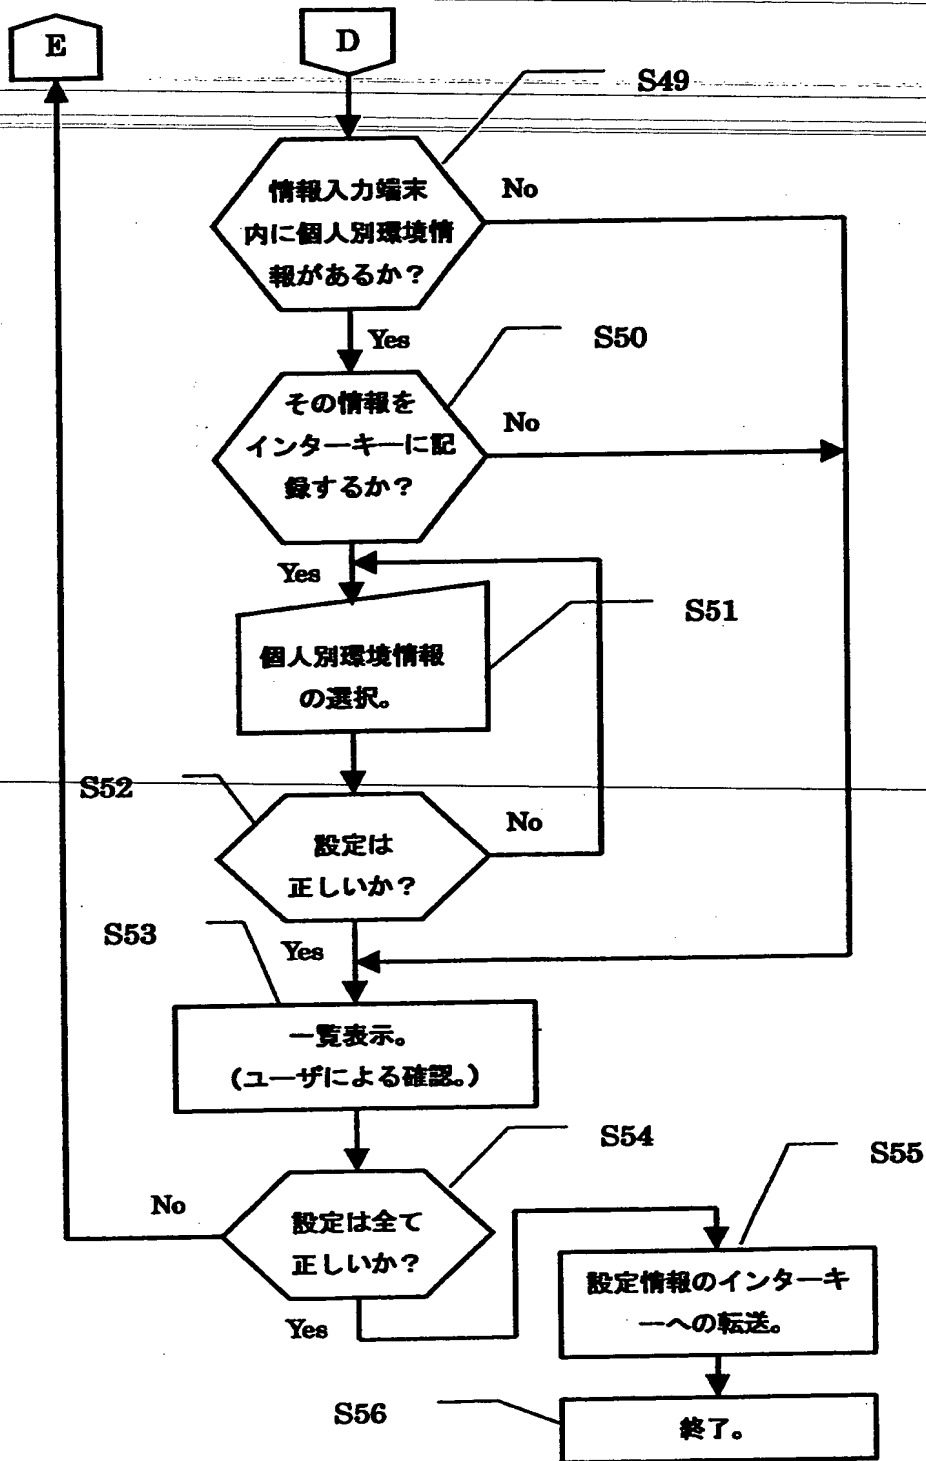 E
D
S49
情報入力端末
内に個人別環境情
報があるか？
No
Yes
S50
その情報を
インターキーに記
録するか？
No
Yes
S51
個人別環境情報
の選択。
S52
設定は
正しいか？
No
S53
Yes
一覧表示。
(ユーザによる確認。)
S54
S55
No
設定は全て
正しいか？
Yes
設定情報のインターキ
ーへの転送。
S56
終了。